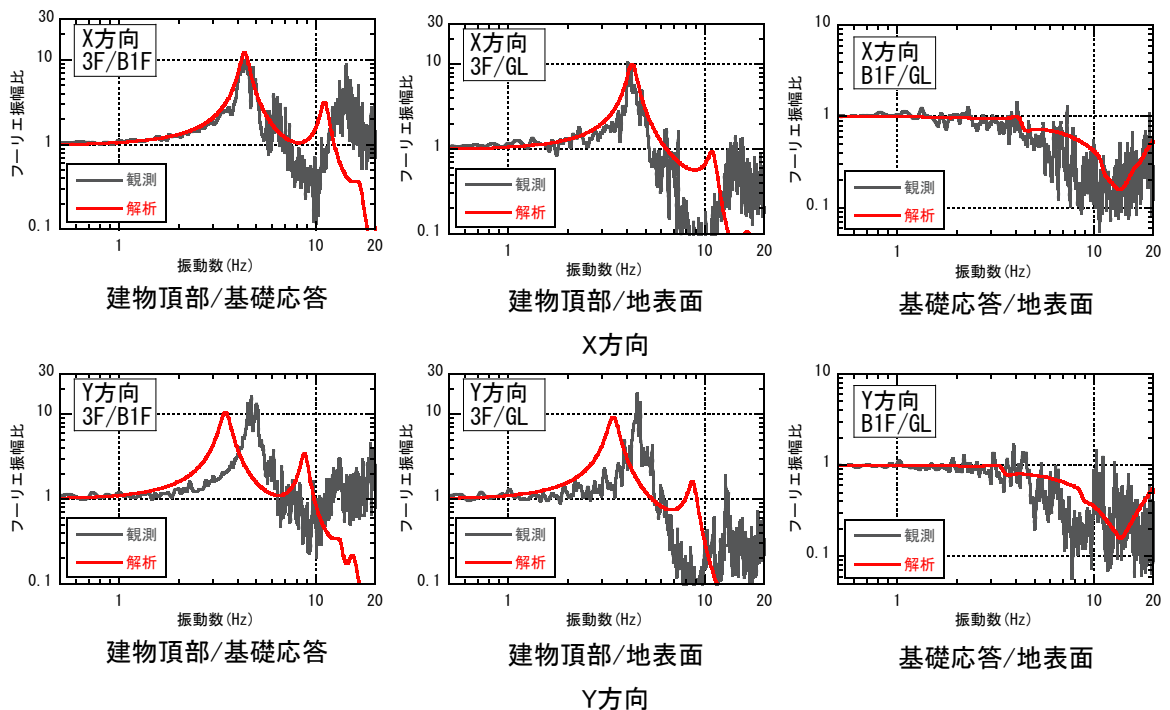 X方向
3F/B1F
フーリエ振幅比
30
10
1
0.1
観測
解析
1
10
20
振動数(Hz)
建物頂部/基礎応答
X方向
3F/GL
フーリエ振幅比
30
10
1
0.1
観測
解析
1
10
20
振動数(Hz)
建物頂部/地表面
X方向
B1F/GL
フーリエ振幅比
10
1
0.1
観測
解析
1
10
20
振動数(Hz)
基礎応答/地表面
X方向
Y方向
3F/B1F
フーリエ振幅比
30
10
1
0.1
観測
解析
1
10
20
振動数(Hz)
建物頂部/基礎応答
Y方向
3F/GL
フーリエ振幅比
30
10
1
0.1
観測
解析
1
10
20
振動数(Hz)
建物頂部/地表面
Y方向
B1F/GL
フーリエ振幅比
10
1
0.1
観測
解析
1
10
20
振動数(Hz)
基礎応答/地表面
Y方向